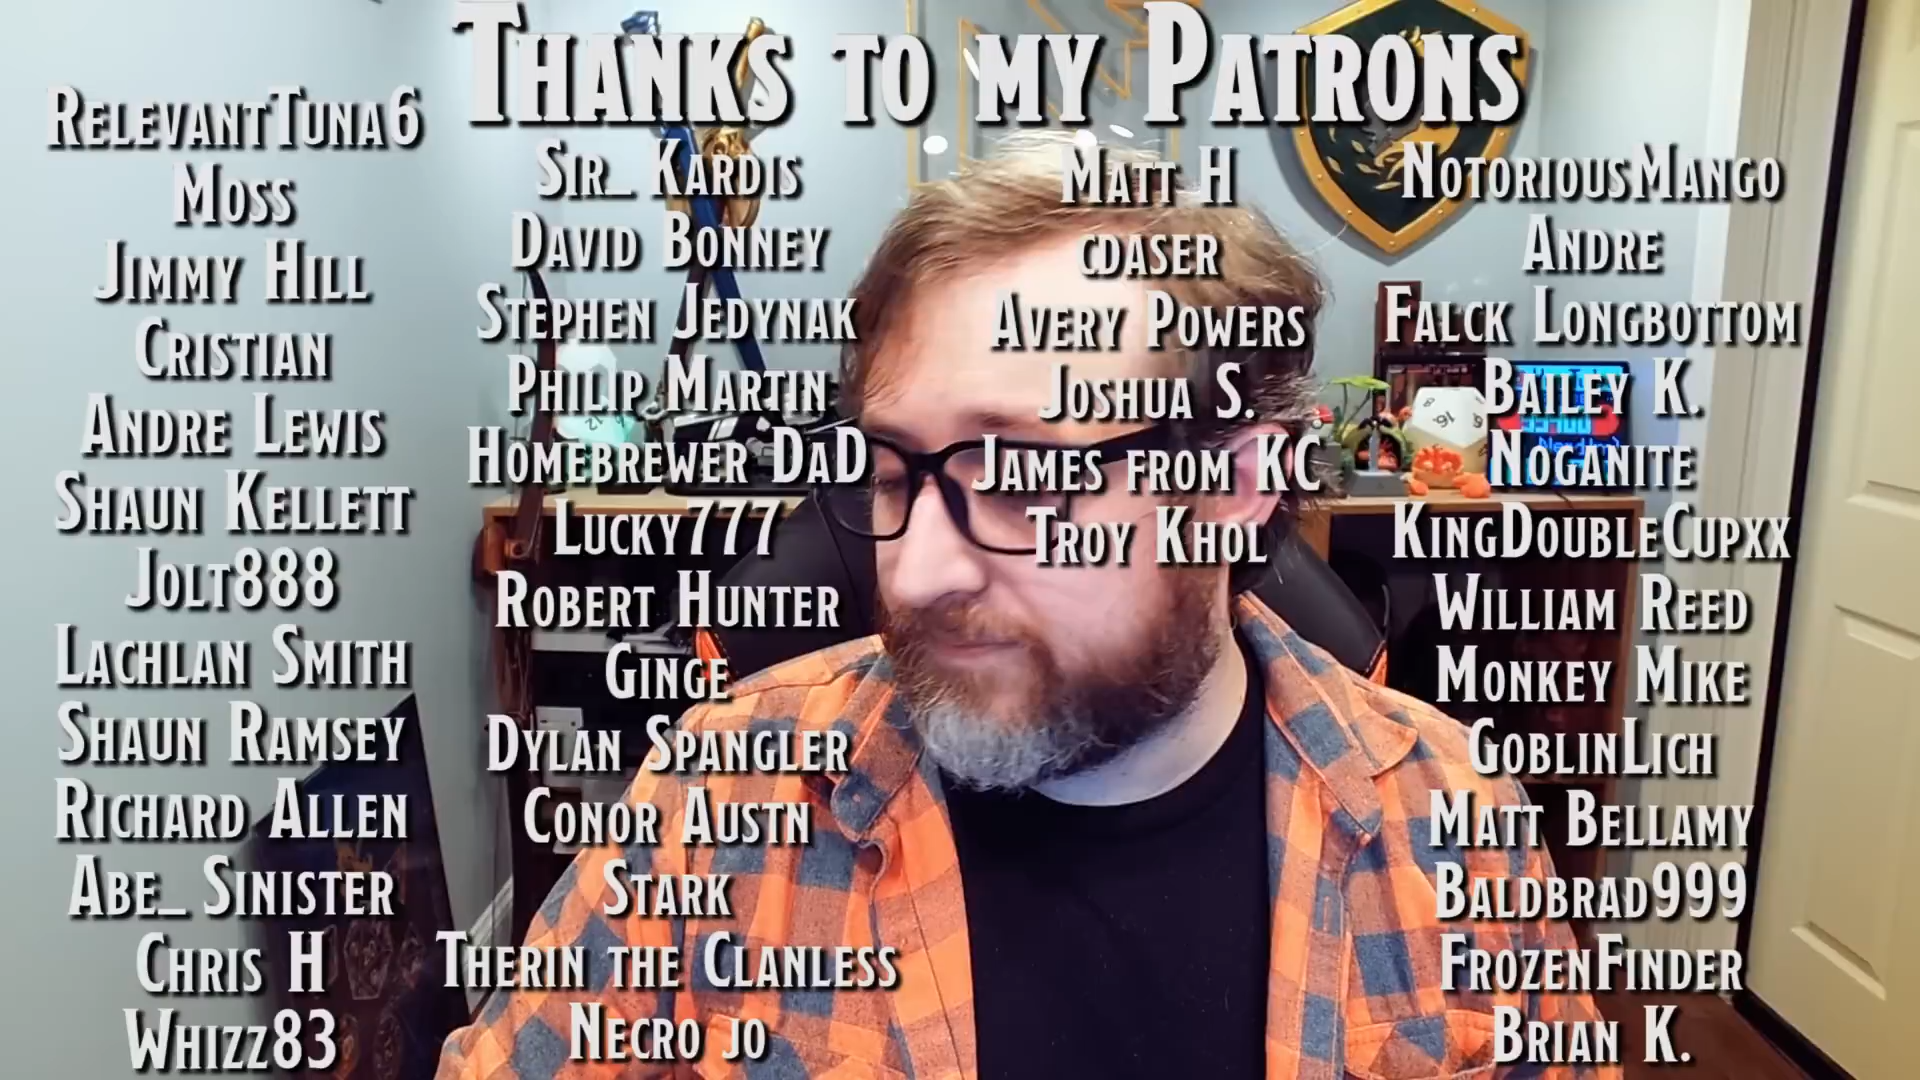 Thanks to my Patrons
RelevantTuna6
Moss
Jimmy Hill
Cristian
Andre Lewis
Shaun Kellett
Jolt888
Lachlan Smith
Shaun Ramsey
Richard Allen
Abe_ Sinister
Chris H
Whizz83
Sir_ Kardis
David Bonney
Stephen Jedynak
Philip Martin
Homebrewer DaD
Lucky777
Robert Hunter
Ginge
Dylan Spangler
Conor Austn
Stark
Therin the Clanless
Necro jo
Matt H
cdaser
Avery Powers
Joshua S.
James from KC
Troy Khol
NotoriousMango
Andre
Falck Longbottom
Bailey K.
Noganite
KingDoubleCupxx
William Reed
Monkey Mike
GoblinLich
Matt Bellamy
Baldbrad999
FrozenFinder
Brian K.
12
8
16